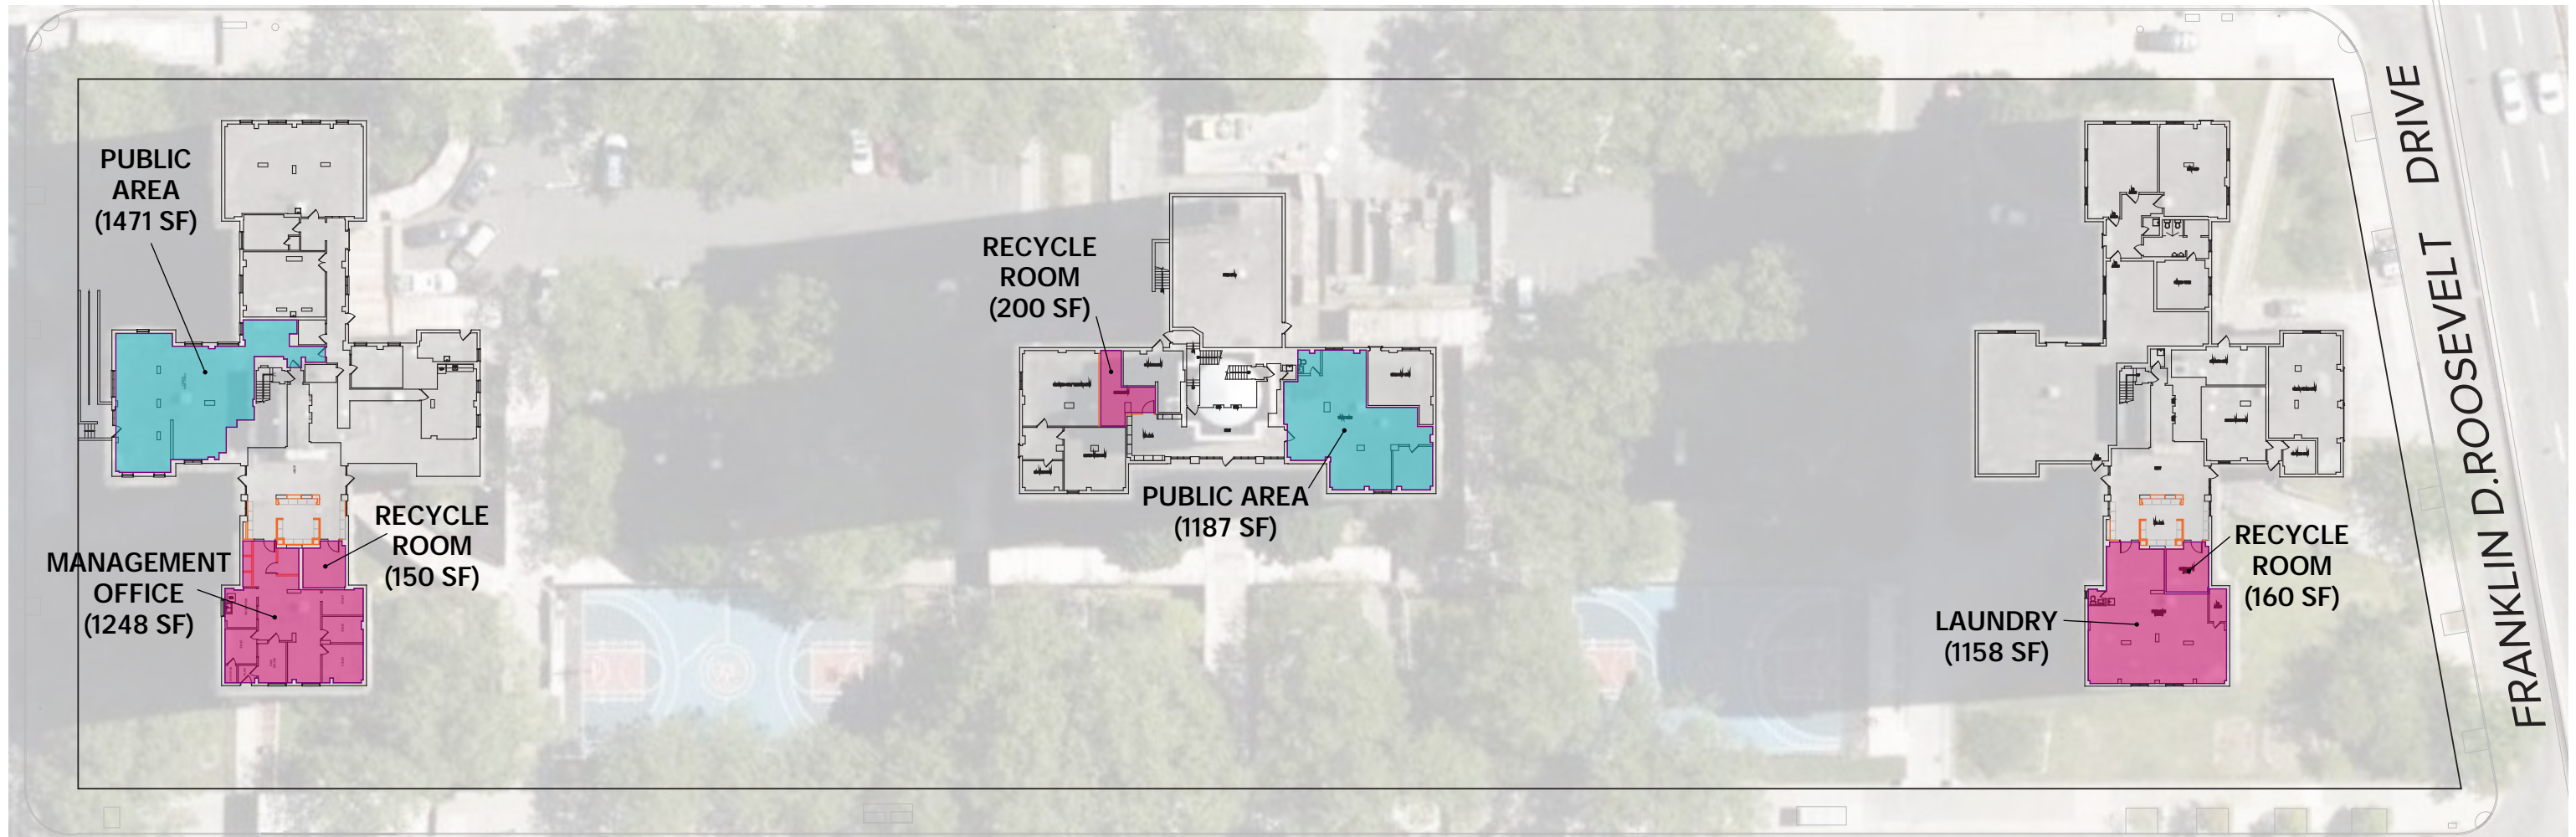 PUBLIC
AREA
(1471 SF)
MANAGEMENT
OFFICE
(1248 SF)
RECYCLE
ROOM
(150 SF)
RECYCLE
ROOM
(200 SF)
PUBLIC AREA
(1187 SF)
LAUNDRY
(1158 SF)
RECYCLE
ROOM
(160 SF)
FRANKLIN D.ROOSEVELT DRIVE